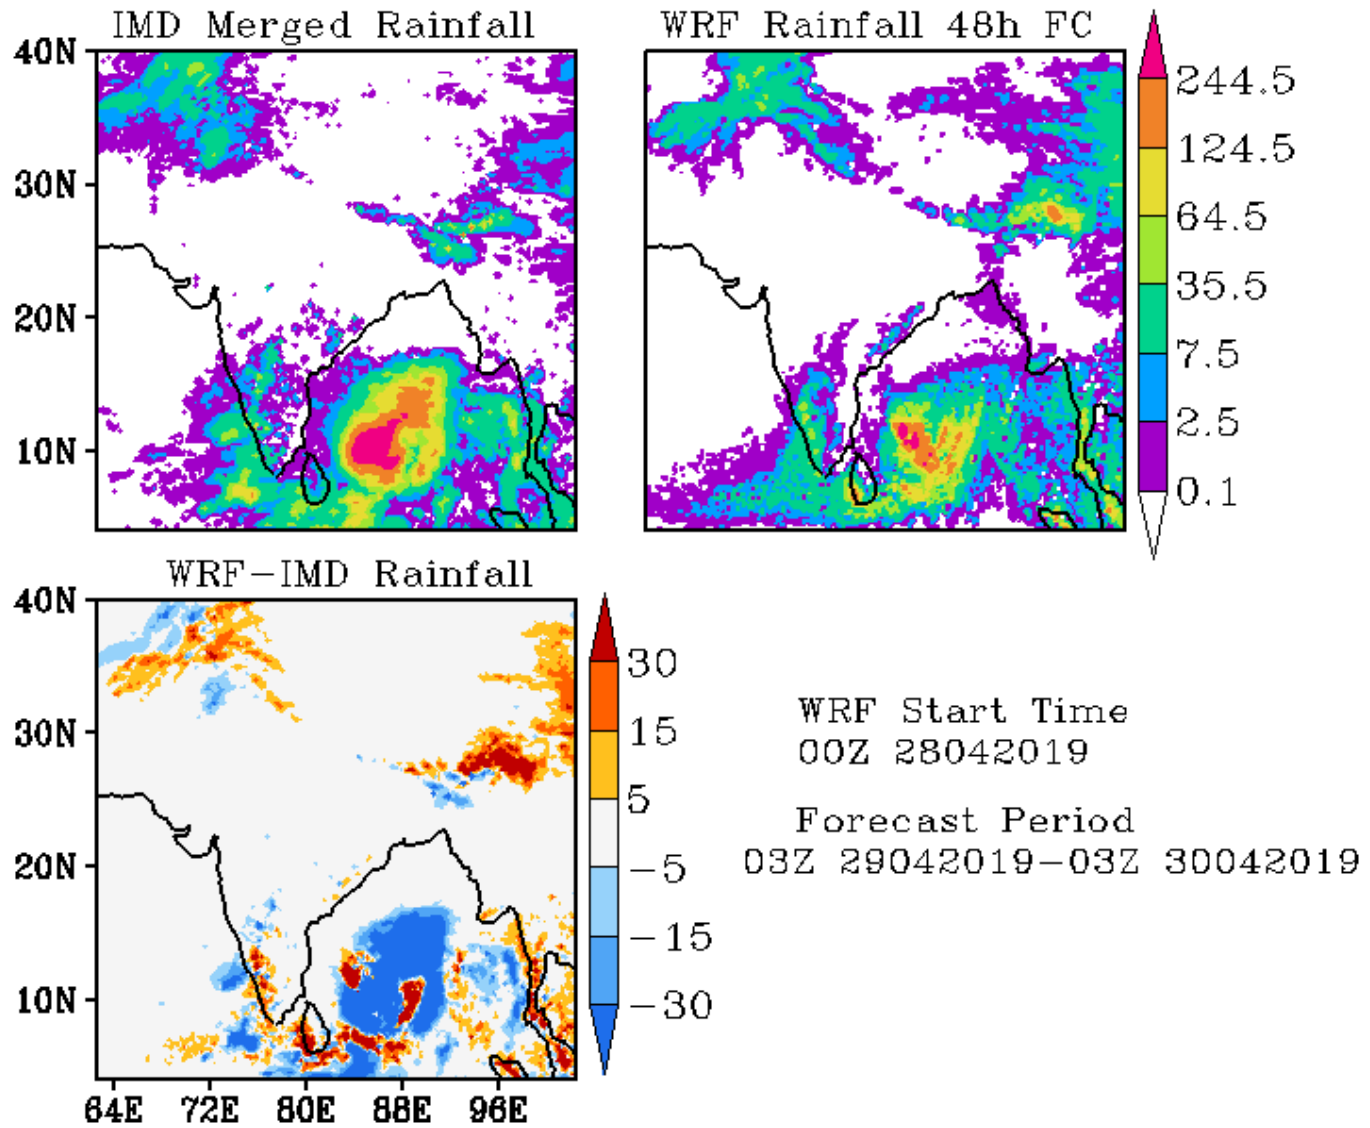 IMD Merged Rainfall
WRF Rainfall 48h FC
40N
30N
20N
10N
244.5
124.5
64.5
35.5
7.5
2.5
0.1
WRF-IMD Rainfall
40N
30N
20N
10N
64E 72E 80E 88E 96E
30
15
5
-5
-15
-30
WRF Start Time
00Z 28042019
Forecast Period
03Z 29042019-03Z 30042019